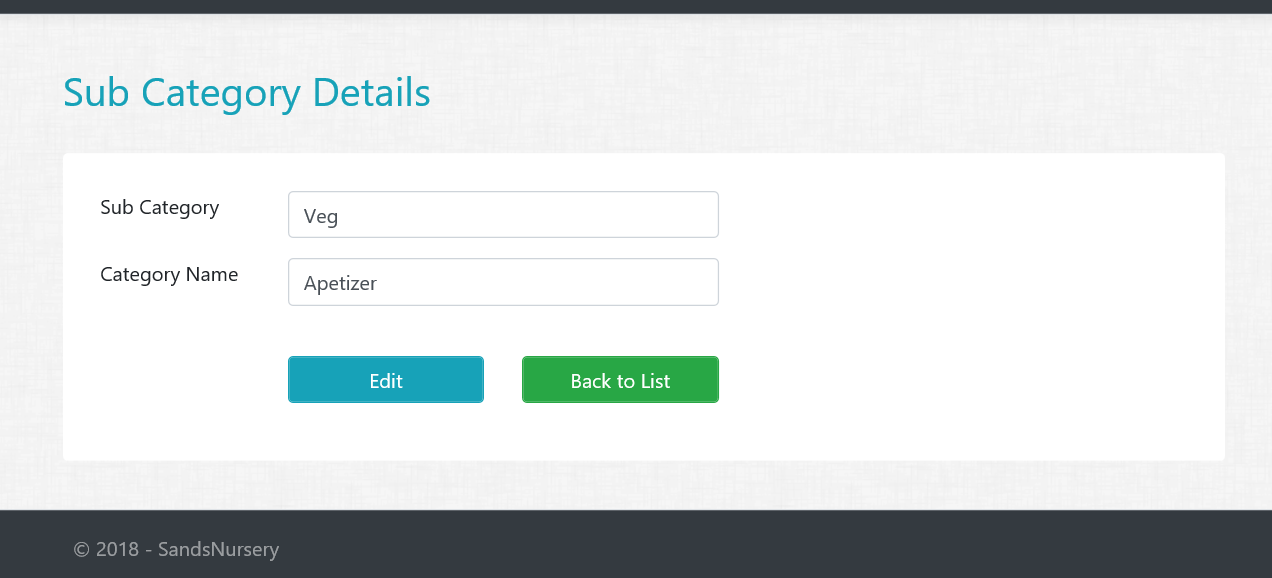 Sub Category Details
Sub Category
Veg
Category Name
Apetizer
Edit
Back to List
© 2018 - SandsNursery